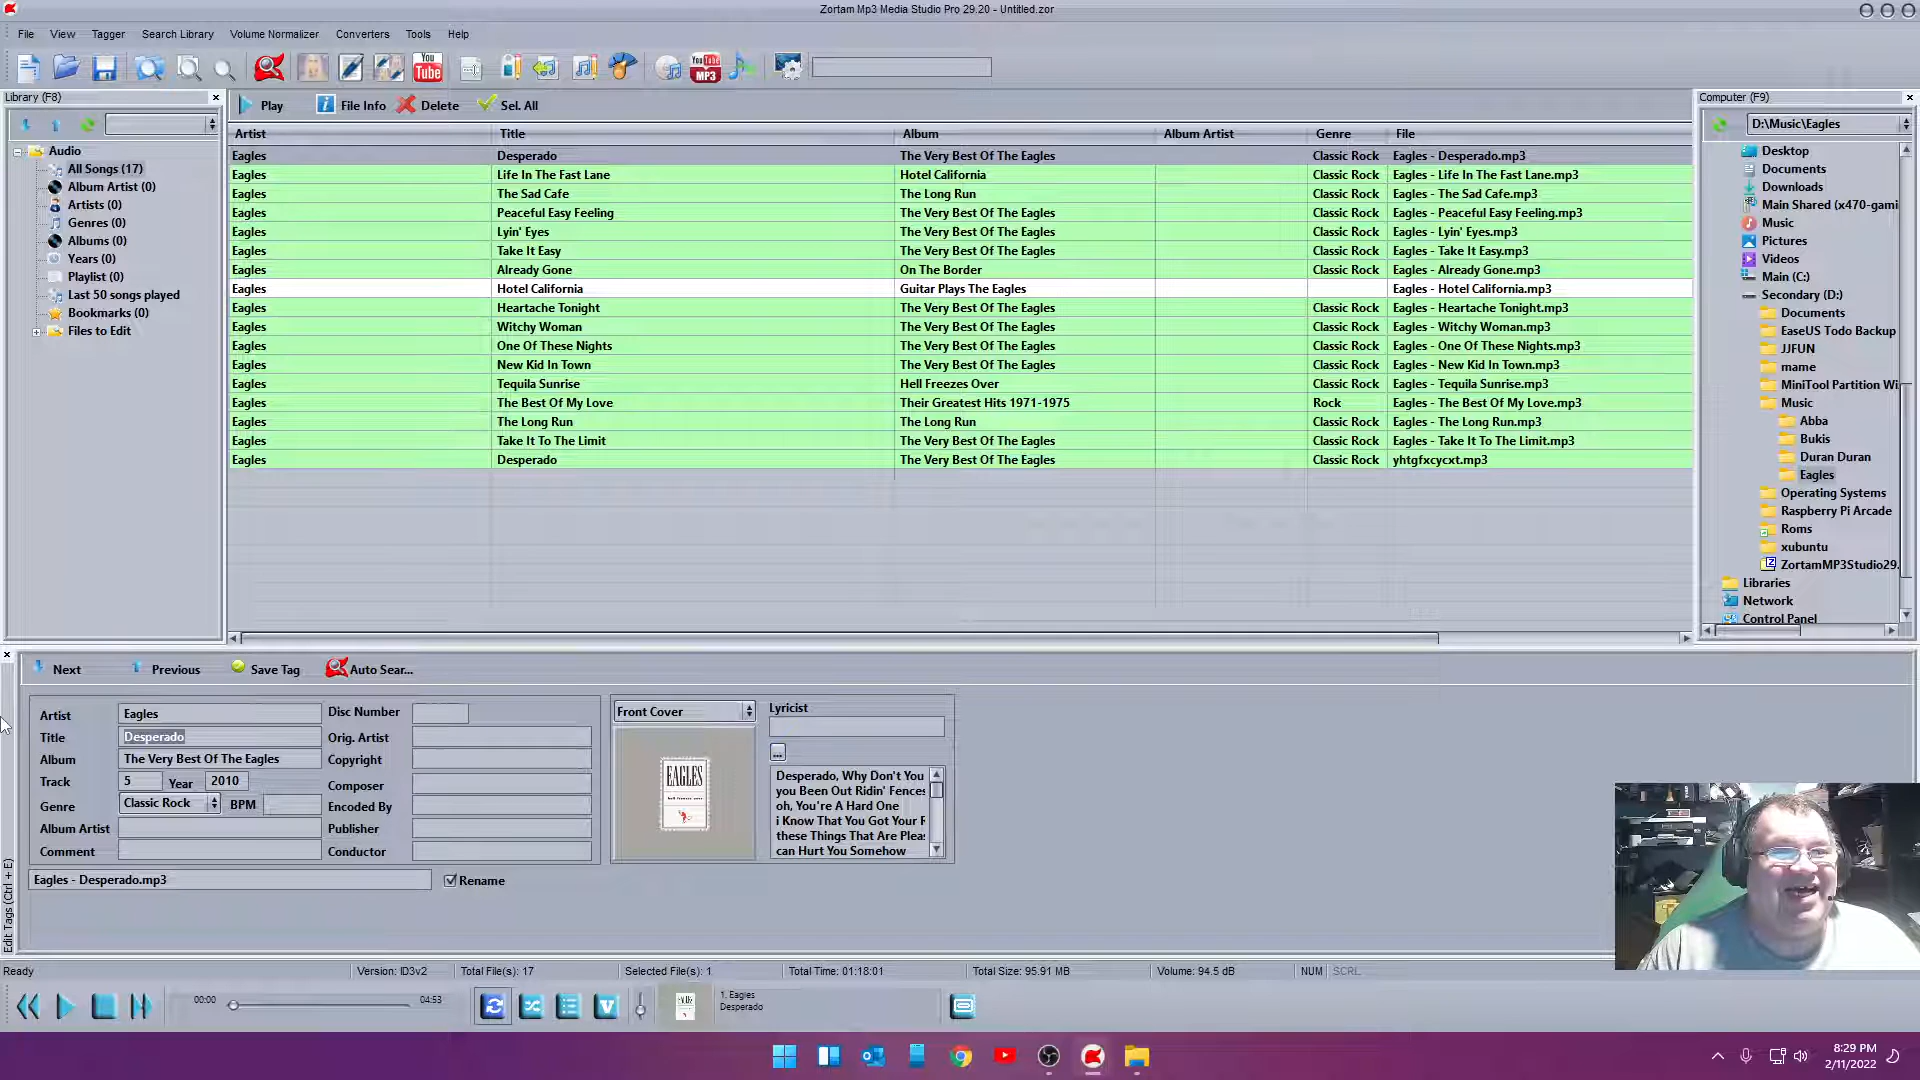 Zortam Mp3 Media Studio Pro 29.20 - Untitled.zor
File View Tagger Search Library Volume Normalizer Converters Tools Help
You Tube
YouTube MP3
Library (F8)
Play File Info Delete Sel. All
Computer (F9)
D:\Music\Eagles
Audio
All Songs (17)
Album Artist (0)
Artists (0)
Genres (0)
Albums (0)
Years (0)
Playlist (0)
Last 50 songs played
Bookmarks (0)
Files to Edit
Artist Title Album Album Artist Genre File
Eagles Desperado The Very Best Of The Eagles Classic Rock Eagles - Desperado.mp3
Eagles Life In The Fast Lane Hotel California Classic Rock Eagles - Life In The Fast Lane.mp3
Eagles The Sad Cafe The Long Run Classic Rock Eagles - The Sad Cafe.mp3
Eagles Peaceful Easy Feeling The Very Best Of The Eagles Classic Rock Eagles - Peaceful Easy Feeling.mp3
Eagles Lyin' Eyes The Very Best Of The Eagles Classic Rock Eagles - Lyin' Eyes.mp3
Eagles Take It Easy The Very Best Of The Eagles Classic Rock Eagles - Take It Easy.mp3
Eagles Already Gone On The Border Classic Rock Eagles - Already Gone.mp3
Eagles Hotel California Guitar Plays The Eagles Eagles - Hotel California.mp3
Eagles Heartache Tonight The Very Best Of The Eagles Classic Rock Eagles - Heartache Tonight.mp3
Eagles Witchy Woman The Very Best Of The Eagles Classic Rock Eagles - Witchy Woman.mp3
Eagles One Of These Nights The Very Best Of The Eagles Classic Rock Eagles - One Of These Nights.mp3
Eagles New Kid In Town The Very Best Of The Eagles Classic Rock Eagles - New Kid In Town.mp3
Eagles Tequila Sunrise Hell Freezes Over Classic Rock Eagles - Tequila Sunrise.mp3
Eagles The Best Of My Love Their Greatest Hits 1971-1975 Rock Eagles - The Best Of My Love.mp3
Eagles The Long Run The Long Run Classic Rock Eagles - The Long Run.mp3
Eagles Take It To The Limit The Very Best Of The Eagles Classic Rock Eagles - Take It To The Limit.mp3
Eagles Desperado The Very Best Of The Eagles Classic Rock yhtgfxcycxt.mp3
Desktop
Documents
Downloads
Main Shared (x470-gami
Music
Pictures
Videos
Main (C:)
Secondary (D:)
Documents
EaseUS Todo Backup
JJFUN
mame
MiniTool Partition Wi
Music
Abba
Bukis
Duran Duran
Eagles
Operating Systems
Raspberry Pi Arcade
Roms
xubuntu
ZortamMP3Studio29.
Libraries
Network
Control Panel
Next Previous Save Tag Auto Sear...
Edit Tags (Ctrl + E)
Artist Eagles
Title Desperado
Album The Very Best Of The Eagles
Track 5 Year 2010
Genre Classic Rock BPM
Album Artist
Comment
Disc Number
Orig. Artist
Copyright
Composer
Encoded By
Publisher
Conductor
Eagles - Desperado.mp3 Rename
Front Cover
EAGLES
Lyricist
...
Desperado, Why Don't You
you Been Out Ridin' Fences
oh, You're A Hard One
i Know That You Got Your R
these Things That Are Pleas
can Hurt You Somehow
Ready Version: ID3v2 Total File(s): 17 Selected File(s): 1 Total Time: 01:18:01 Total Size: 95.91 MB Volume: 94.5 dB NUM SCRL
00:00 04:53
V
1. Eagles
Desperado
8:29 PM
2/11/2022